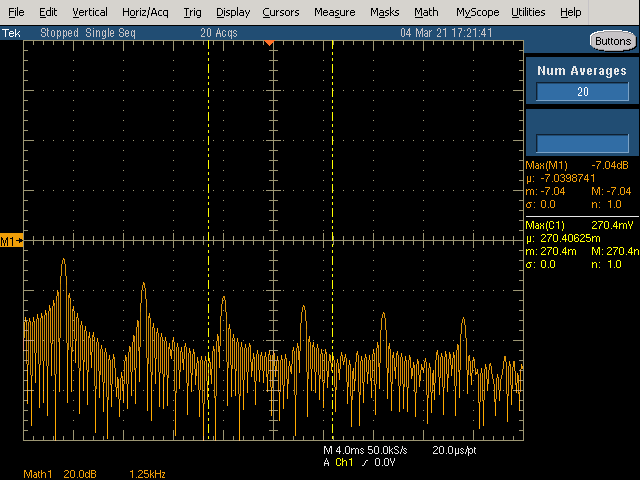 File Edit Vertical Horiz/Acq Trig Display Cursors Measure Masks Math MyScope Utilities Help
Tek Stopped Single Seq 20 Acqs 04 Mar 21 17:21:41
Buttons
Num Averages
20
Max(M1) -7.04dB
µ: -7.0398741
m: -7.04 M: -7.04
σ: 0.0 n: 1.0
Max(C1) 270.4mV
µ: 270.40625m
m: 270.4m M: 270.4n
σ: 0.0 n: 1.0
M1
M 4.0ms 50.0kS/s 20.0µs/pt
A Ch1 / 0.0V
Math1 20.0dB 1.25kHz